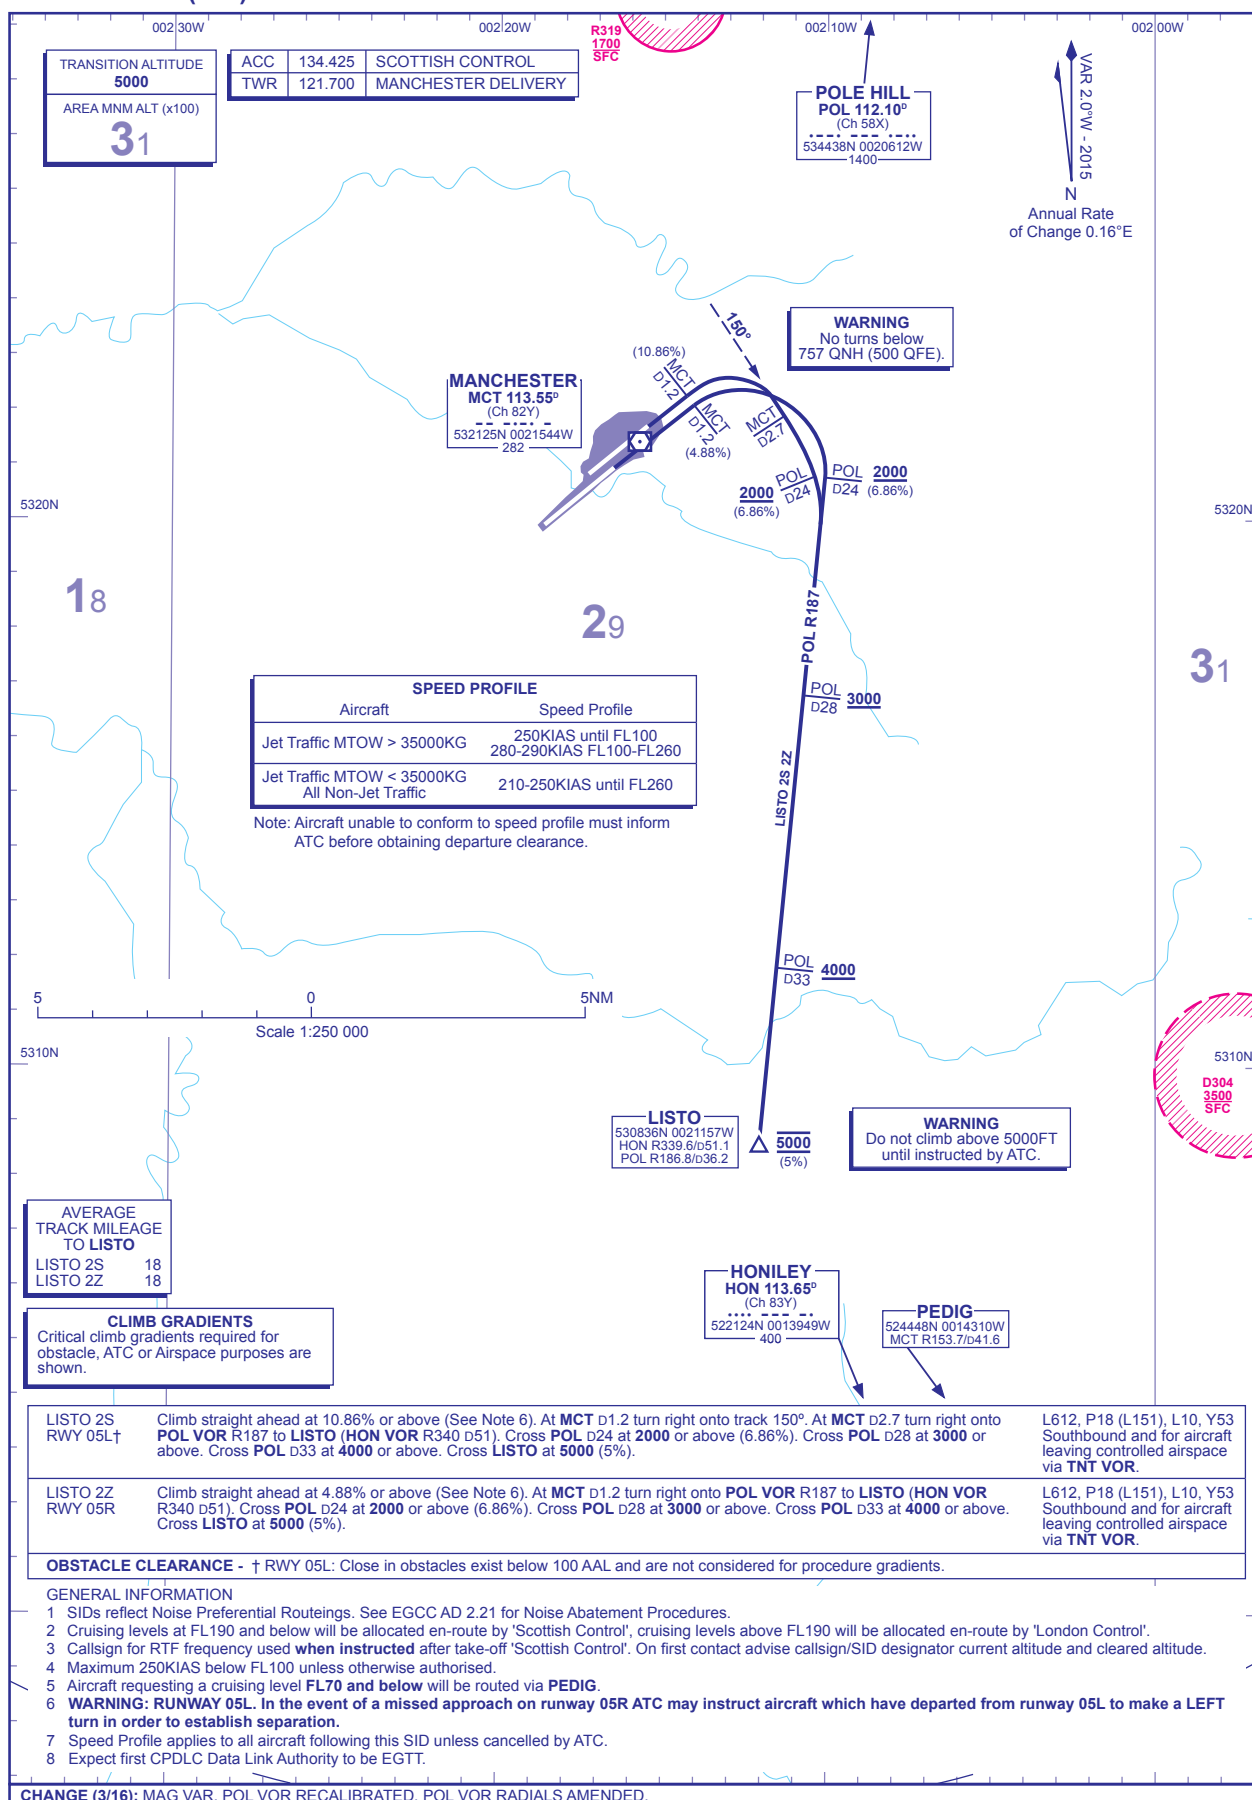 002 30W
002 20W
002 10W
002 00W
R319
1700
SFC
TRANSITION ALTITUDE
5000
AREA MNM ALT (x100)
31
ACC 134.425 SCOTTISH CONTROL
TWR 121.700 MANCHESTER DELIVERY
POLE HILL
POL 112.10D
(Ch 58X)
534438N 0020612W
1400
VAR 2.0°W - 2015
N
Annual Rate
of Change 0.16°E
WARNING
No turns below
757 QNH (500 QFE).
150°
(10.86%)
MCT
D1.2
MCT
D1.2
(4.88%)
MCT
D2.7
MANCHESTER
MCT 113.55D
(Ch 82Y)
532125N 0021544W
282
POL
D24
2000
(6.86%)
POL
D24
2000
(6.86%)
5320N
5320N
18
29
31
POL R187
POL
D28
3000
LISTO 2S 2Z
SPEED PROFILE
Aircraft Speed Profile
Jet Traffic MTOW > 35000KG 250KIAS until FL100
280-290KIAS FL100-FL260
Jet Traffic MTOW < 35000KG
All Non-Jet Traffic 210-250KIAS until FL260
Note: Aircraft unable to conform to speed profile must inform
ATC before obtaining departure clearance.
POL
D33
4000
5 0 5NM
Scale 1:250 000
5310N
5310N
D304
3500
SFC
LISTO
530836N 0021157W
HON R339.6/D51.1
POL R186.8/D36.2
5000
(5%)
WARNING
Do not climb above 5000FT
until instructed by ATC.
AVERAGE
TRACK MILEAGE
TO LISTO
LISTO 2S 18
LISTO 2Z 18
CLIMB GRADIENTS
Critical climb gradients required for
obstacle, ATC or Airspace purposes are
shown.
HONILEY
HON 113.65D
(Ch 83Y)
522124N 0013949W
400
PEDIG
524448N 0014310W
MCT R153.7/D41.6
LISTO 2S
RWY 05L†
Climb straight ahead at 10.86% or above (See Note 6). At MCT D1.2 turn right onto track 150º. At MCT D2.7 turn right onto
POL VOR R187 to LISTO (HON VOR R340 D51). Cross POL D24 at 2000 or above (6.86%). Cross POL D28 at 3000 or
above. Cross POL D33 at 4000 or above. Cross LISTO at 5000 (5%).
L612, P18 (L151), L10, Y53
Southbound and for aircraft
leaving controlled airspace
via TNT VOR.
LISTO 2Z
RWY 05R
Climb straight ahead at 4.88% or above (See Note 6). At MCT D1.2 turn right onto POL VOR R187 to LISTO (HON VOR
R340 D51). Cross POL D24 at 2000 or above (6.86%). Cross POL D28 at 3000 or above. Cross POL D33 at 4000 or above.
Cross LISTO at 5000 (5%).
L612, P18 (L151), L10, Y53
Southbound and for aircraft
leaving controlled airspace
via TNT VOR.
OBSTACLE CLEARANCE - † RWY 05L: Close in obstacles exist below 100 AAL and are not considered for procedure gradients.
GENERAL INFORMATION
1 SIDs reflect Noise Preferential Routeings. See EGCC AD 2.21 for Noise Abatement Procedures.
2 Cruising levels at FL190 and below will be allocated en-route by 'Scottish Control', cruising levels above FL190 will be allocated en-route by 'London Control'.
3 Callsign for RTF frequency used when instructed after take-off 'Scottish Control'. On first contact advise callsign/SID designator current altitude and cleared altitude.
4 Maximum 250KIAS below FL100 unless otherwise authorised.
5 Aircraft requesting a cruising level FL70 and below will be routed via PEDIG.
6 WARNING: RUNWAY 05L. In the event of a missed approach on runway 05R ATC may instruct aircraft which have departed from runway 05L to make a LEFT
turn in order to establish separation.
7 Speed Profile applies to all aircraft following this SID unless cancelled by ATC.
8 Expect first CPDLC Data Link Authority to be EGTT.
CHANGE (3/16): MAG VAR. POL VOR RECALIBRATED. POL VOR RADIALS AMENDED.